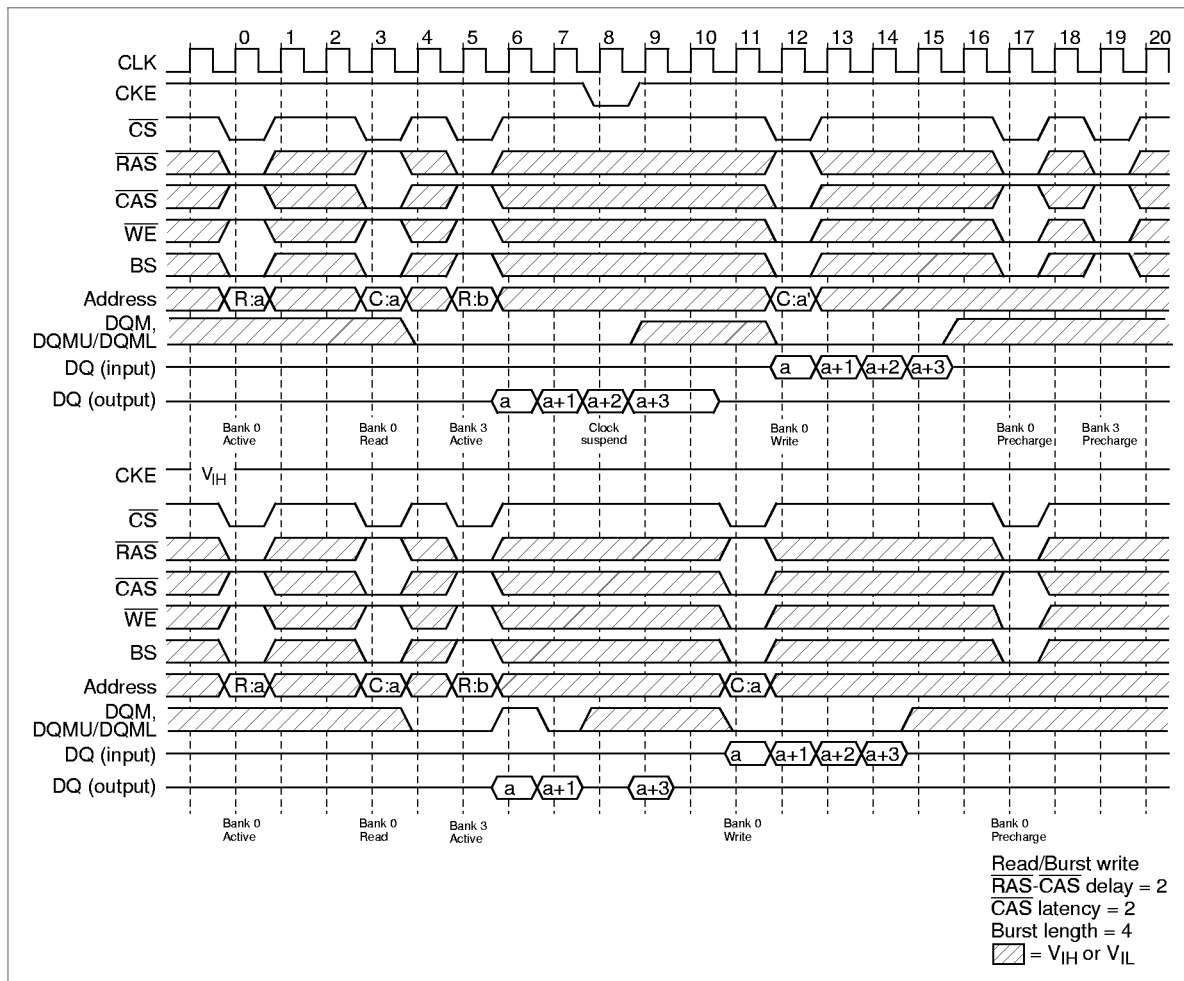 0 1 2 3 4 5 6 7 8 9 10 11 12 13 14 15 16 17 18 19 20
CLK
CKE
CS
RAS
CAS
WE
BS
Address R:a C:a R:b C:a'
DQM,
DQMU/DQML
DQ (input) a a+1 a+2 a+3
DQ (output) a a+1 a+2 a+3
Bank 0 Active Bank 0 Read Bank 3 Active Clock suspend Bank 0 Write Bank 0 Precharge Bank 3 Precharge
CKE VIH
CS
RAS
CAS
WE
BS
Address R:a C:a R:b C:a
DQM,
DQMU/DQML
DQ (input) a a+1 a+2 a+3
DQ (output) a a+1 a+3
Bank 0 Active Bank 0 Read Bank 3 Active Bank 0 Write Bank 0 Precharge
Read/Burst write
RAS-CAS delay = 2
CAS latency = 2
Burst length = 4
= VIH or VIL